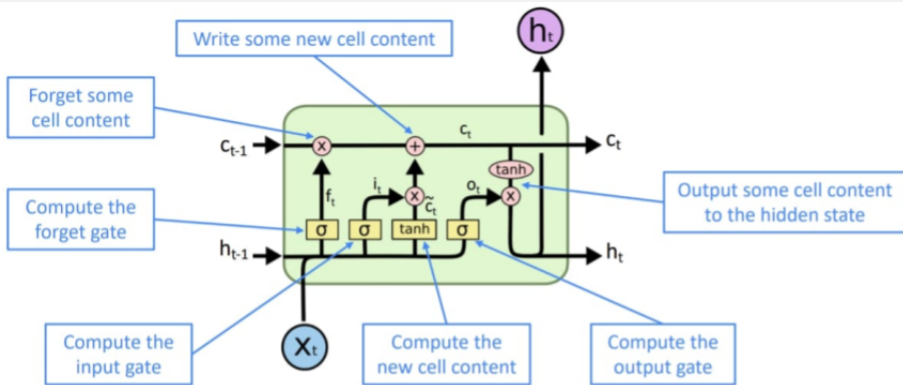 Write some new cell content
hₜ
Forget some
cell content
cₜ₋₁
x
+
cₜ
cₜ
tanh
Output some cell content
to the hidden state
fₜ
iₜ
x
c̃ₜ
oₜ
x
Compute the
forget gate
σ
σ
tanh
σ
hₜ₋₁
hₜ
Compute the
input gate
Xₜ
Compute the
new cell content
Compute the
output gate